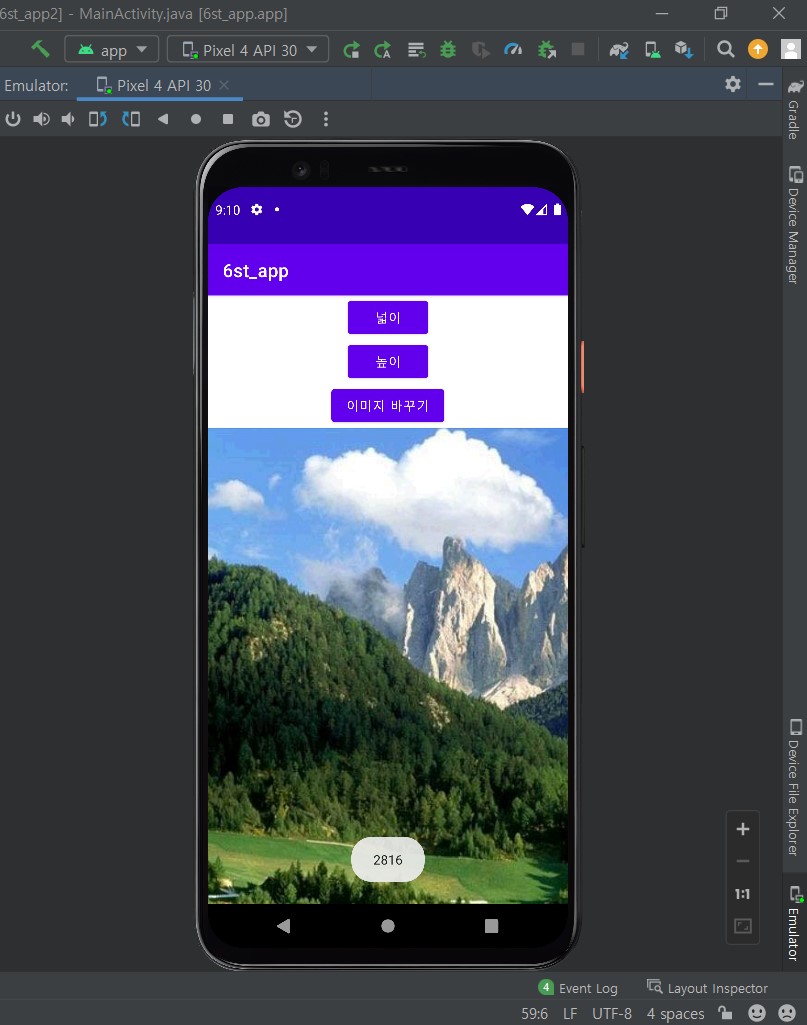 6st_app2] - MainActivity.java [6st_app.app]
app
Pixel 4 API 30
Emulator:
Pixel 4 API 30
Gradle
Device Manager
9:10
6st_app
넓이
높이
이미지 바꾸기
2816
Device File Explorer
1:1
Emulator
4 Event Log
Layout Inspector
59:6 LF UTF-8 4 spaces